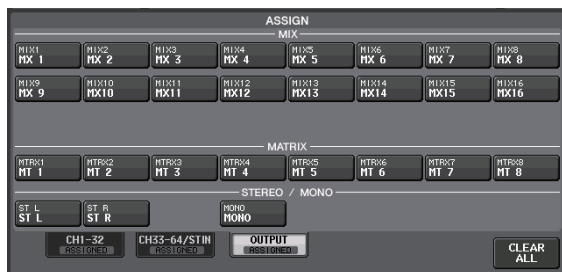 ASSIGN
MIX
MIX1 MIX2 MIX3 MIX4 MIX5 MIX6 MIX7 MIX8
MX 1 MX 2 MX 3 MX 4 MX 5 MX 6 MX 7 MX 8
MIX9 MIX10 MIX11 MIX12 MIX13 MIX14 MIX15 MIX16
MX 9 MX10 MX11 MX12 MX13 MX14 MX15 MX16
MATRIX
MTRX1 MTRX2 MTRX3 MTRX4 MTRX5 MTRX6 MTRX7 MTRX8
MT 1 MT 2 MT 3 MT 4 MT 5 MT 6 MT 7 MT 8
STEREO / MONO
ST L ST R MONO
ST L ST R MONO
CH1-32 CH33-64/STIN OUTPUT
ASSIGNED ASSIGNED ASSIGNED
CLEAR
ALL